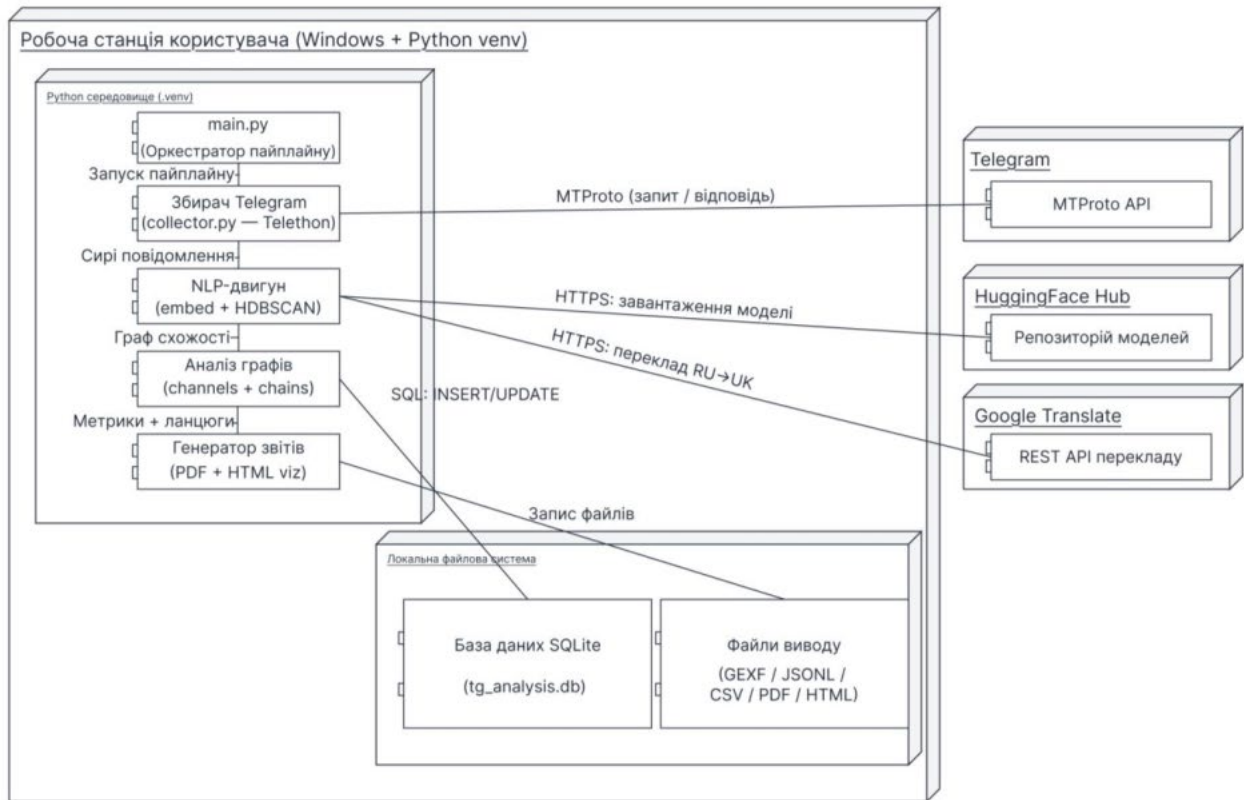 Робоча станція користувача (Windows + Python venv)
Python середовище (.venv)
main.py
(Оркестратор пайплайну)
Запуск пайплайну
Збирач Telegram
(collector.py — Telethon)
Сирі повідомлення
NLP-двигун
(embed + HDBSCAN)
Граф схожості
Аналіз графів
(channels + chains)
Метрики + ланцюги
Генератор звітів
(PDF + HTML viz)
MTProto (запит / відповідь)
HTTPS: завантаження моделі
HTTPS: переклад RU→UK
SQL: INSERT/UPDATE
Запис файлів
Telegram
MTProto API
HuggingFace Hub
Репозиторій моделей
Google Translate
REST API перекладу
Локальна файлова система
База даних SQLite
(tg_analysis.db)
Файли виводу
(GEXF / JSONL /
CSV / PDF / HTML)